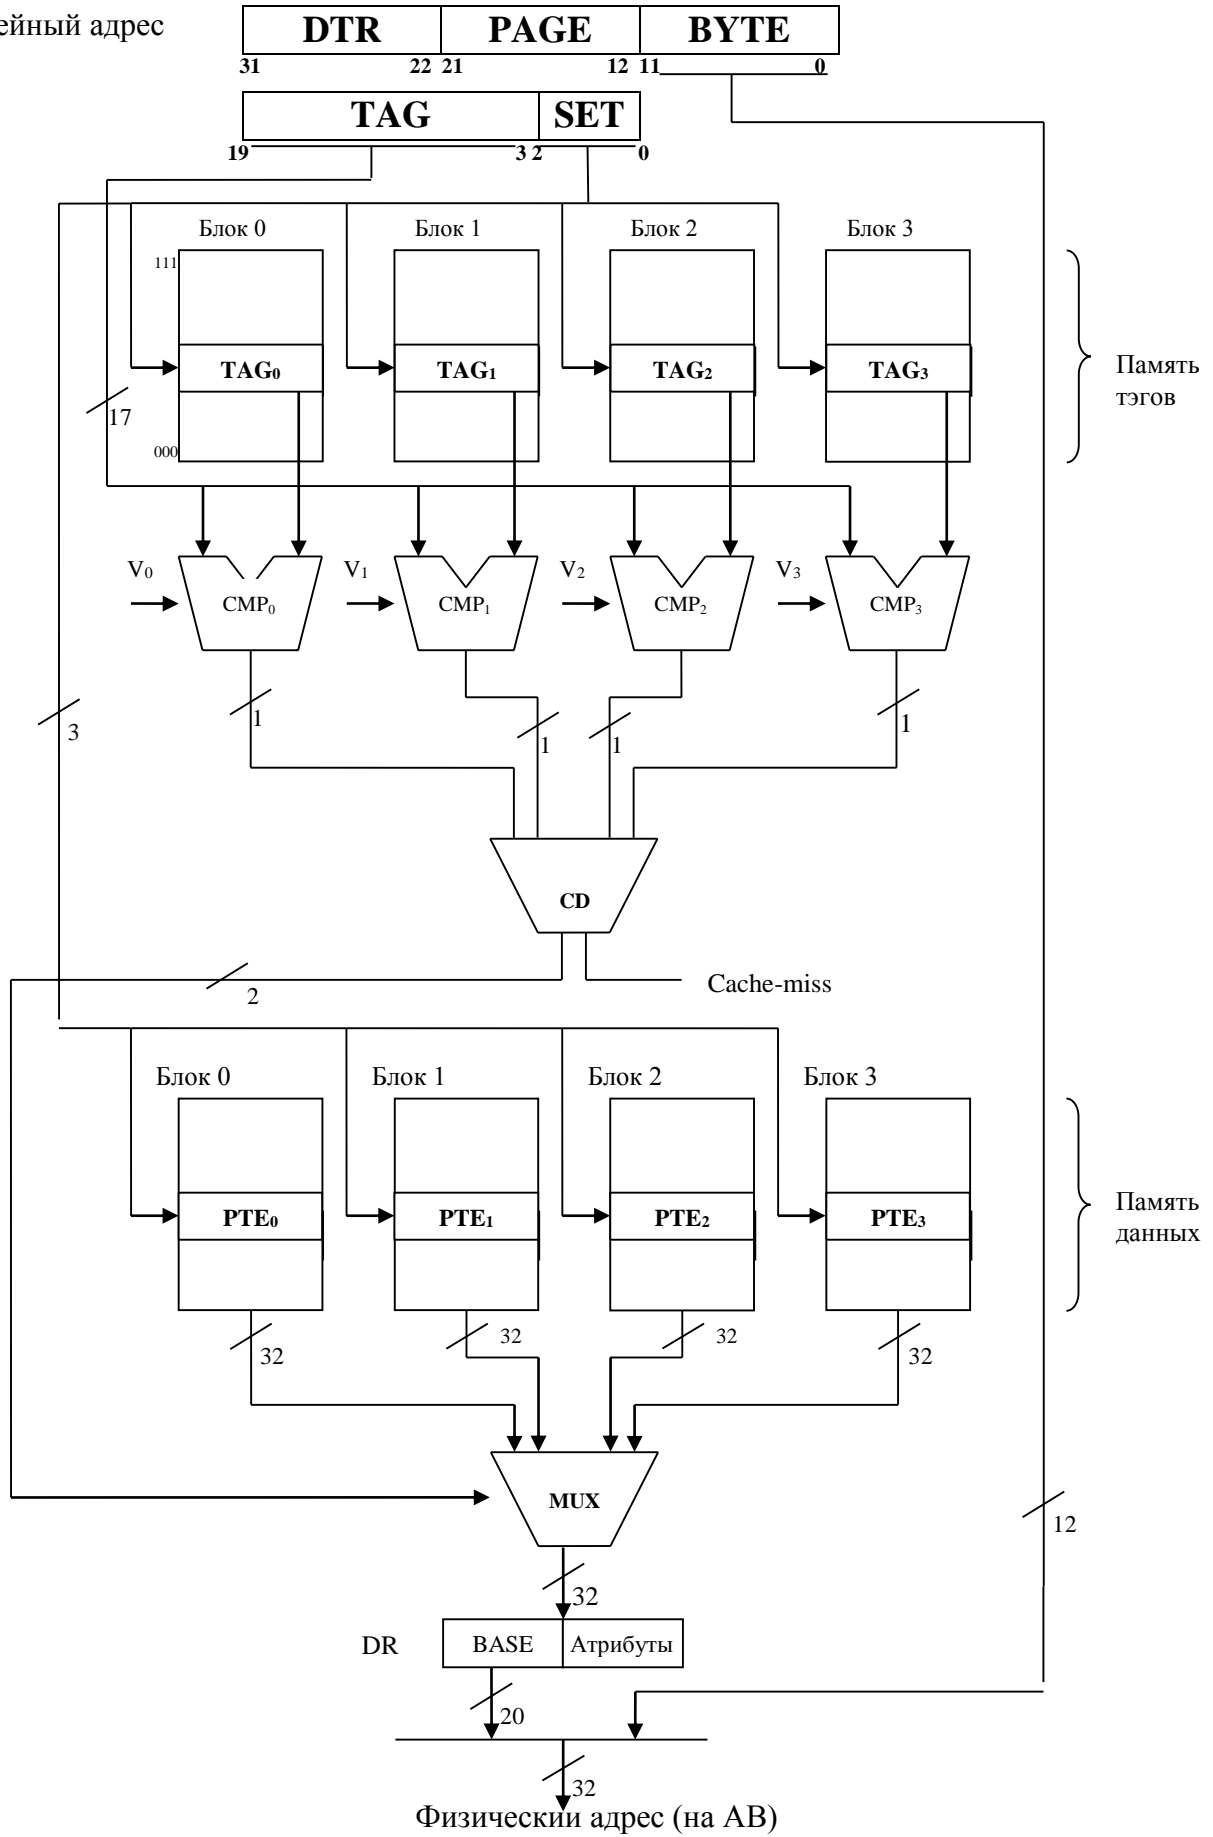 ейный адрес
DTR PAGE BYTE
31 22 21 12 11 0
TAG SET
19 3 2 0
Блок 0 Блок 1 Блок 2 Блок 3
111
TAG0 TAG1 TAG2 TAG3
Память
тэгов
17
000
V0 V1 V2 V3
CMP0 CMP1 CMP2 CMP3
3
1 1 1 1
CD
2
Cache-miss
Блок 0 Блок 1 Блок 2 Блок 3
PTE0 PTE1 PTE2 PTE3
Память
данных
32 32 32 32
MUX
12
32
DR BASE Атрибуты
20
32
Физический адрес (на АВ)